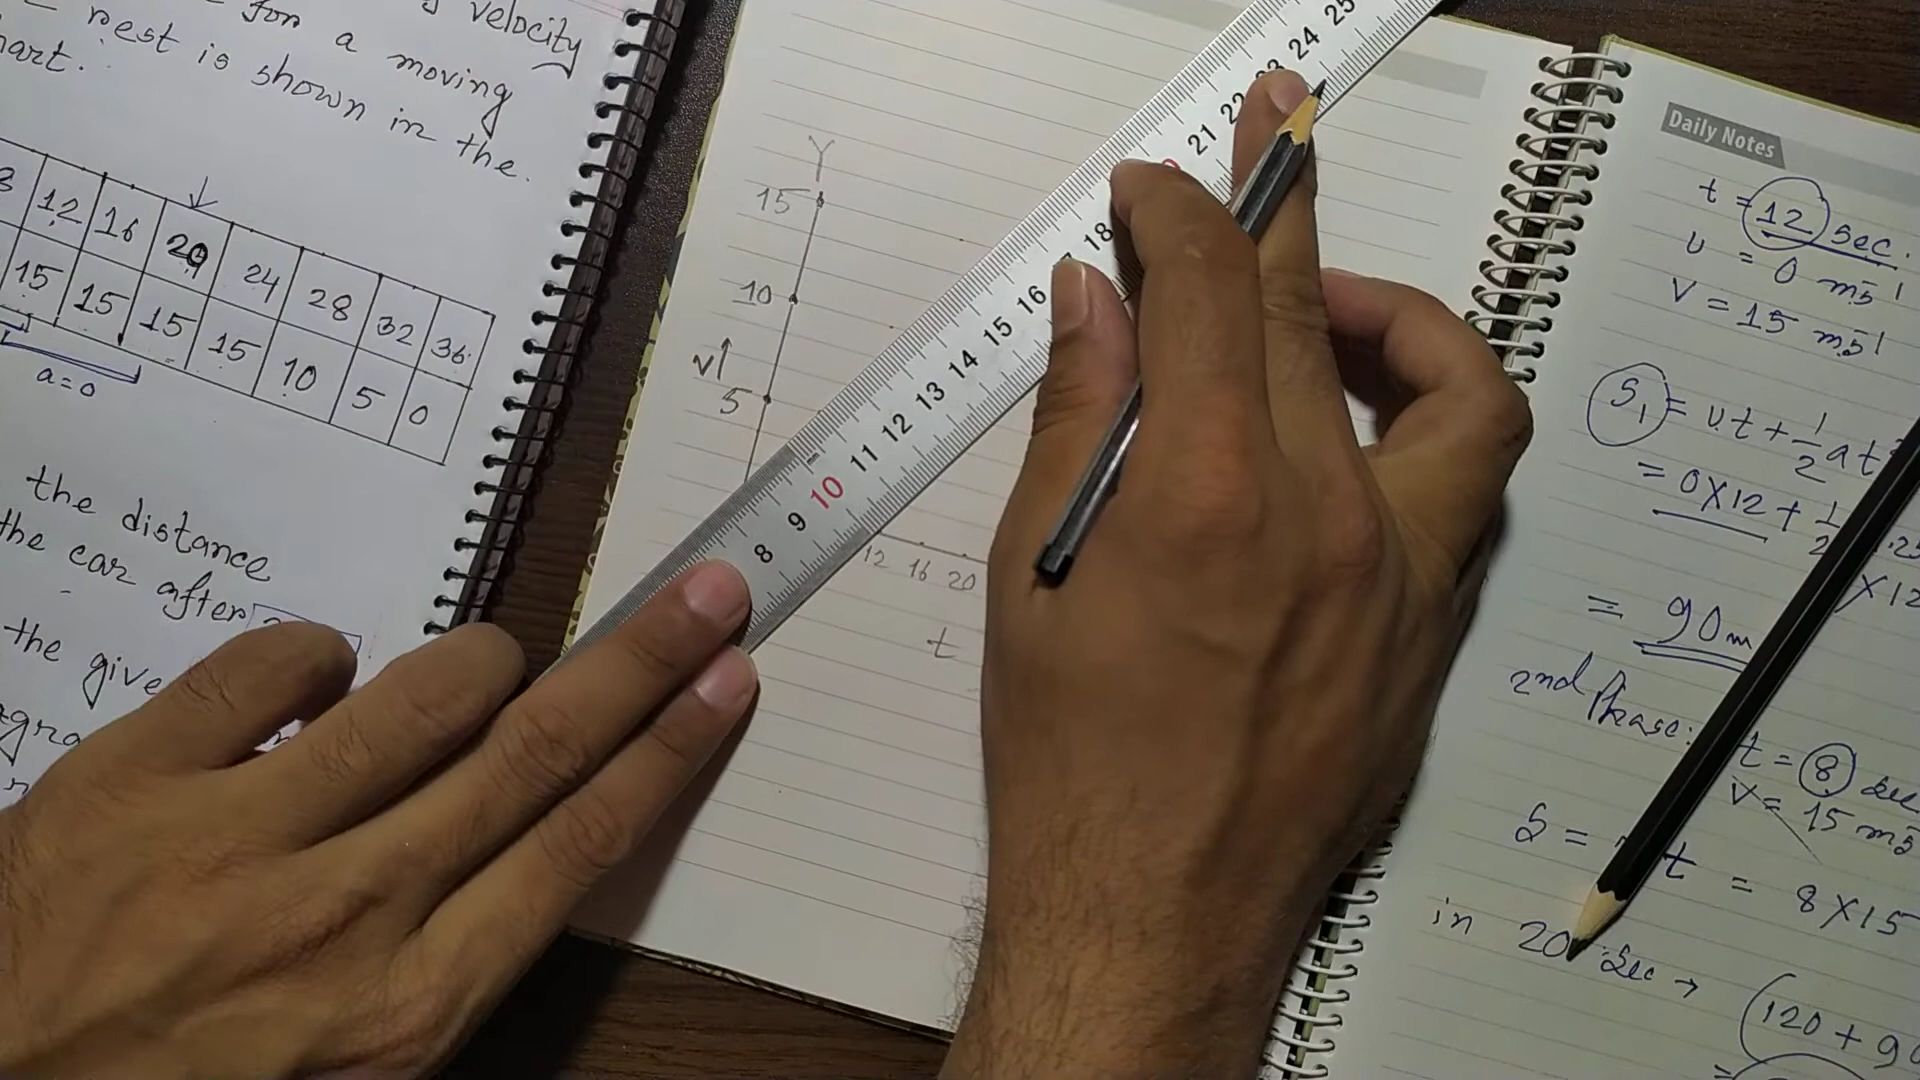 velocity
for a moving
rest is shown in the
12 16 20 24 28 32 36
15 15 15 15 10 5 0
a=0
the distance
the car after
the
Y
15
10
V↑
5
12 16 20
t
8 9 10 11 12 13 14 15 16 18 21 22 24 25
Daily Notes
t = 12 sec.
u = 0 ms⁻¹
V = 15 ms⁻¹
S₁ = ut + 1/2 at
= 0×12 + 1/2
×12
= 90m
2nd Phase:
t = 8 sec
V = 15 ms
S = t = 8×15
in 20 sec →
(120 + 90
=